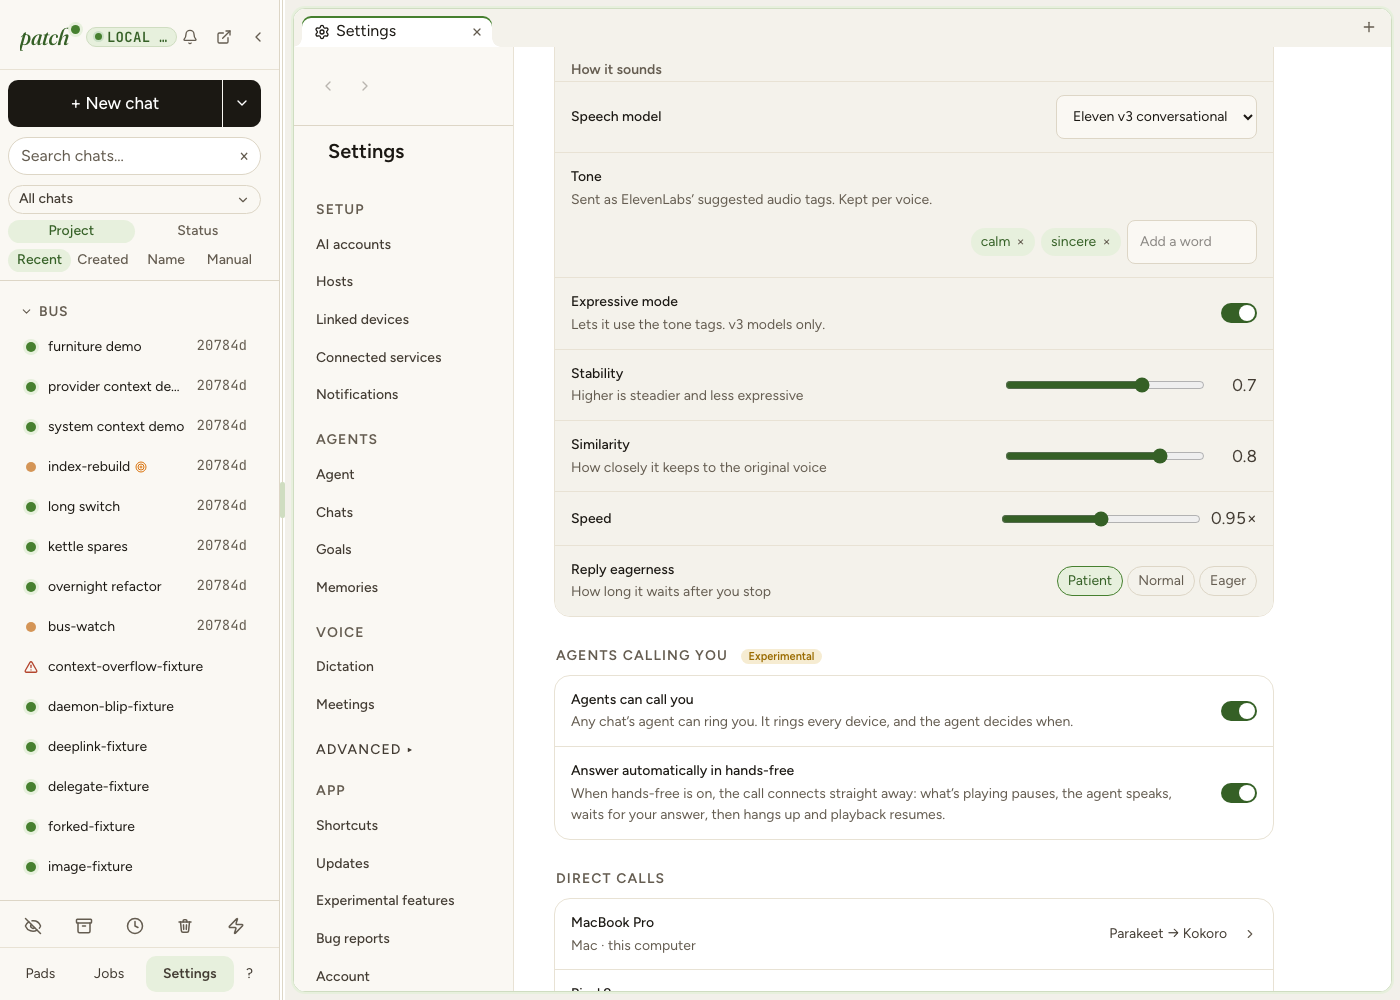 patch
LOCAL …
+ New chat
Search chats...
All chats
Project
Status
Recent
Created
Name
Manual
BUS
furniture demo 20784d
provider context de... 20784d
system context demo 20784d
index-rebuild 20784d
long switch 20784d
kettle spares 20784d
overnight refactor 20784d
bus-watch 20784d
context-overflow-fixture
daemon-blip-fixture
deeplink-fixture
delegate-fixture
forked-fixture
image-fixture
Pads
Jobs
Settings
?
Settings
Settings
SETUP
AI accounts
Hosts
Linked devices
Connected services
Notifications
AGENTS
Agent
Chats
Goals
Memories
VOICE
Dictation
Meetings
ADVANCED
APP
Shortcuts
Updates
Experimental features
Bug reports
Account
How it sounds
Speech model
Eleven v3 conversational
Tone
Sent as ElevenLabs’ suggested audio tags. Kept per voice.
calm ×
sincere ×
Add a word
Expressive mode
Lets it use the tone tags. v3 models only.
Stability
Higher is steadier and less expressive
0.7
Similarity
How closely it keeps to the original voice
0.8
Speed
0.95×
Reply eagerness
How long it waits after you stop
Patient
Normal
Eager
AGENTS CALLING YOU
Experimental
Agents can call you
Any chat’s agent can ring you. It rings every device, and the agent decides when.
Answer automatically in hands-free
When hands-free is on, the call connects straight away: what’s playing pauses, the agent speaks,
waits for your answer, then hangs up and playback resumes.
DIRECT CALLS
MacBook Pro
Mac · this computer
Parakeet → Kokoro